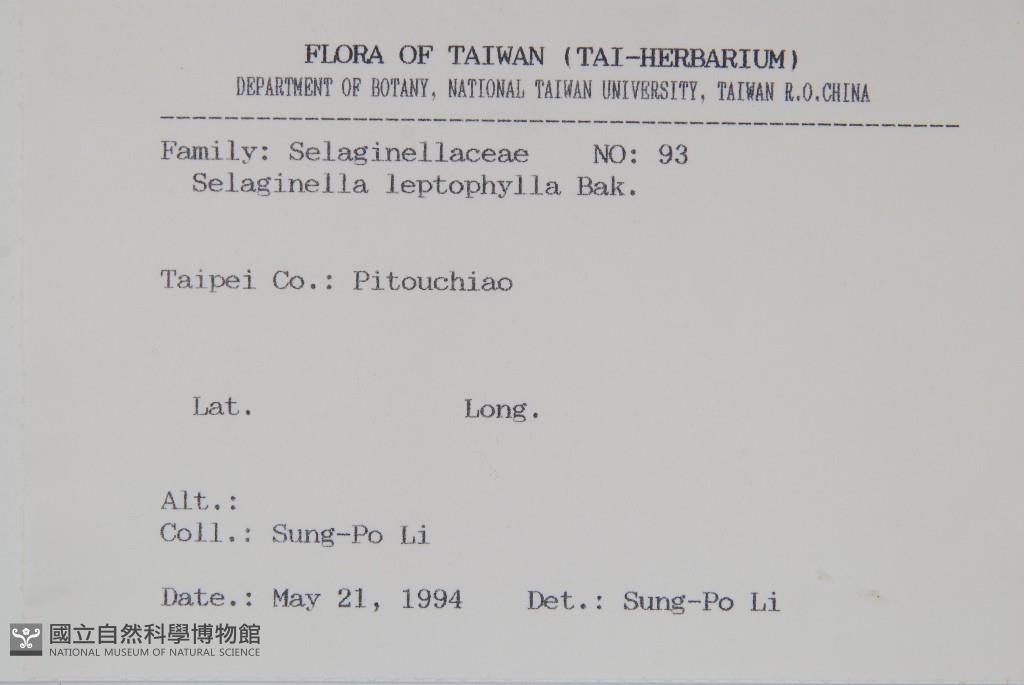 FLORA OF TAIWAN (TAI-HERBARIUM)
DEPARTMENT OF BOTANY, NATIONAL TAIWAN UNIVERSITY, TAIWAN R.O.CHINA
Family: Selaginellaceae NO: 93
Selaginella leptophylla Bak.
Taipei Co.: Pitouchiao
Lat. Long.
Alt.:
Coll.: Sung-Po Li
Date.: May 21, 1994 Det.: Sung-Po Li
國立自然科學博物館
NATIONAL MUSEUM OF NATURAL SCIENCE